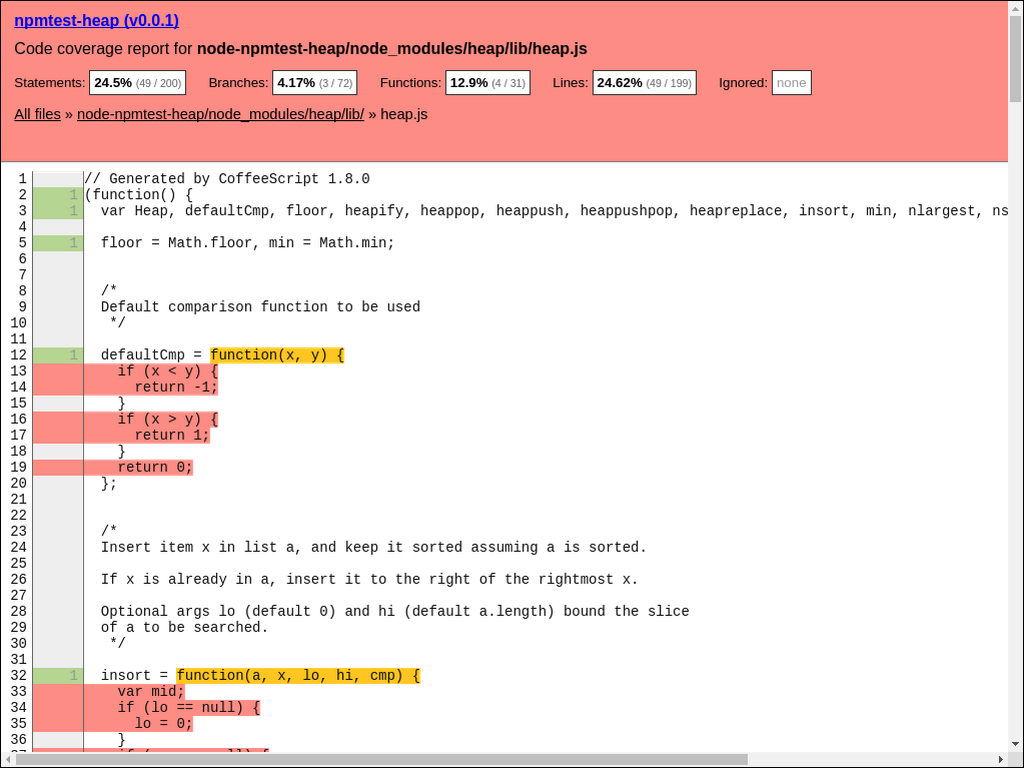 npmtest-heap (v0.0.1)
Code coverage report for node-npmtest-heap/node_modules/heap/lib/heap.js
Statements: 24.5% (49 / 200) Branches: 4.17% (3 / 72) Functions: 12.9% (4 / 31) Lines: 24.62% (49 / 199) Ignored: none
All files » node-npmtest-heap/node_modules/heap/lib/ » heap.js
1 // Generated by CoffeeScript 1.8.0
2 1 (function() {
3 1 var Heap, defaultCmp, floor, heapify, heappop, heappush, heappushpop, heapreplace, insort, min, nlargest, ns
4
5 1 floor = Math.floor, min = Math.min;
6
7
8 /*
9 Default comparison function to be used
10 */
11
12 1 defaultCmp = function(x, y) {
13 if (x < y) {
14 return -1;
15 }
16 if (x > y) {
17 return 1;
18 }
19 return 0;
20 };
21
22
23 /*
24 Insert item x in list a, and keep it sorted assuming a is sorted.
25
26 If x is already in a, insert it to the right of the rightmost x.
27
28 Optional args lo (default 0) and hi (default a.length) bound the slice
29 of a to be searched.
30 */
31
32 1 insort = function(a, x, lo, hi, cmp) {
33 var mid;
34 if (lo == null) {
35 lo = 0;
36 }